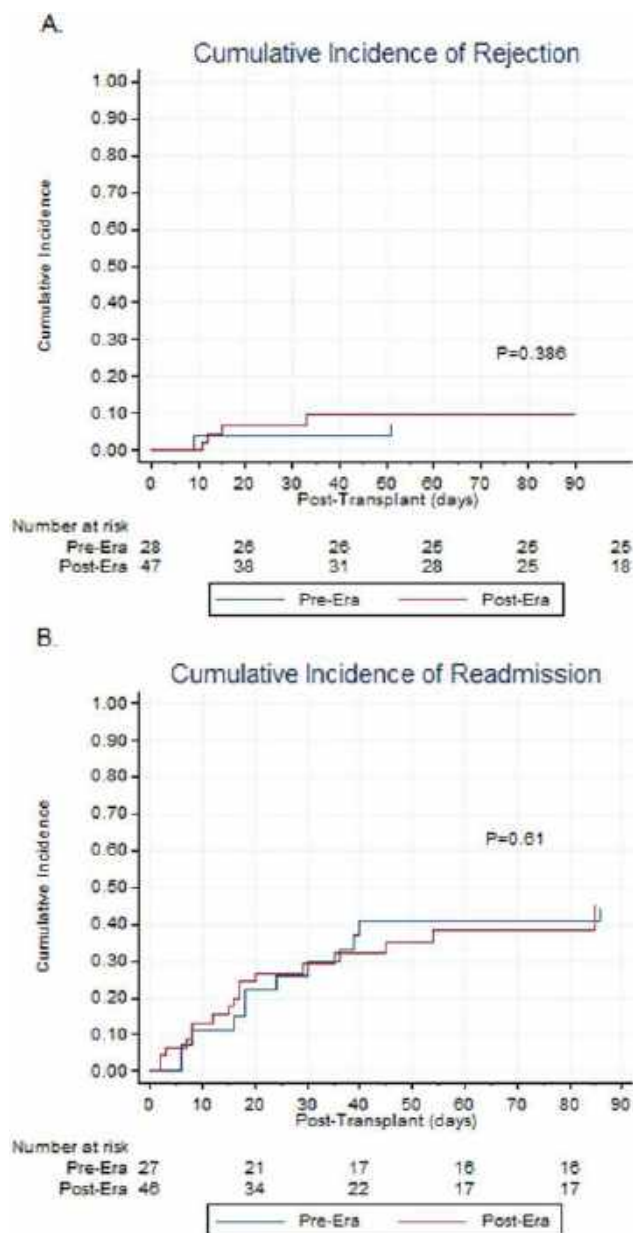 A.
Cumulative Incidence of Rejection
1.00
0.90
0.80
0.70
0.60
0.50
0.40
0.30
0.20
0.10
0.00
Cumulative Incidence
P=0.386
0 10 20 30 40 50 60 70 80 90
Post-Transplant (days)
Number at risk
Pre-Era 28 26 26 25 25 25
Post-Era 47 38 31 28 25 18
Pre-Era Post-Era
B.
Cumulative Incidence of Readmission
1.00
0.90
0.80
0.70
0.60
0.50
0.40
0.30
0.20
0.10
0.00
Cumulative Incidence
P=0.61
0 10 20 30 40 50 60 70 80 90
Post-Transplant (days)
Number at risk
Pre-Era 27 21 17 16 16
Post-Era 46 34 22 17 17
Pre-Era Post-Era